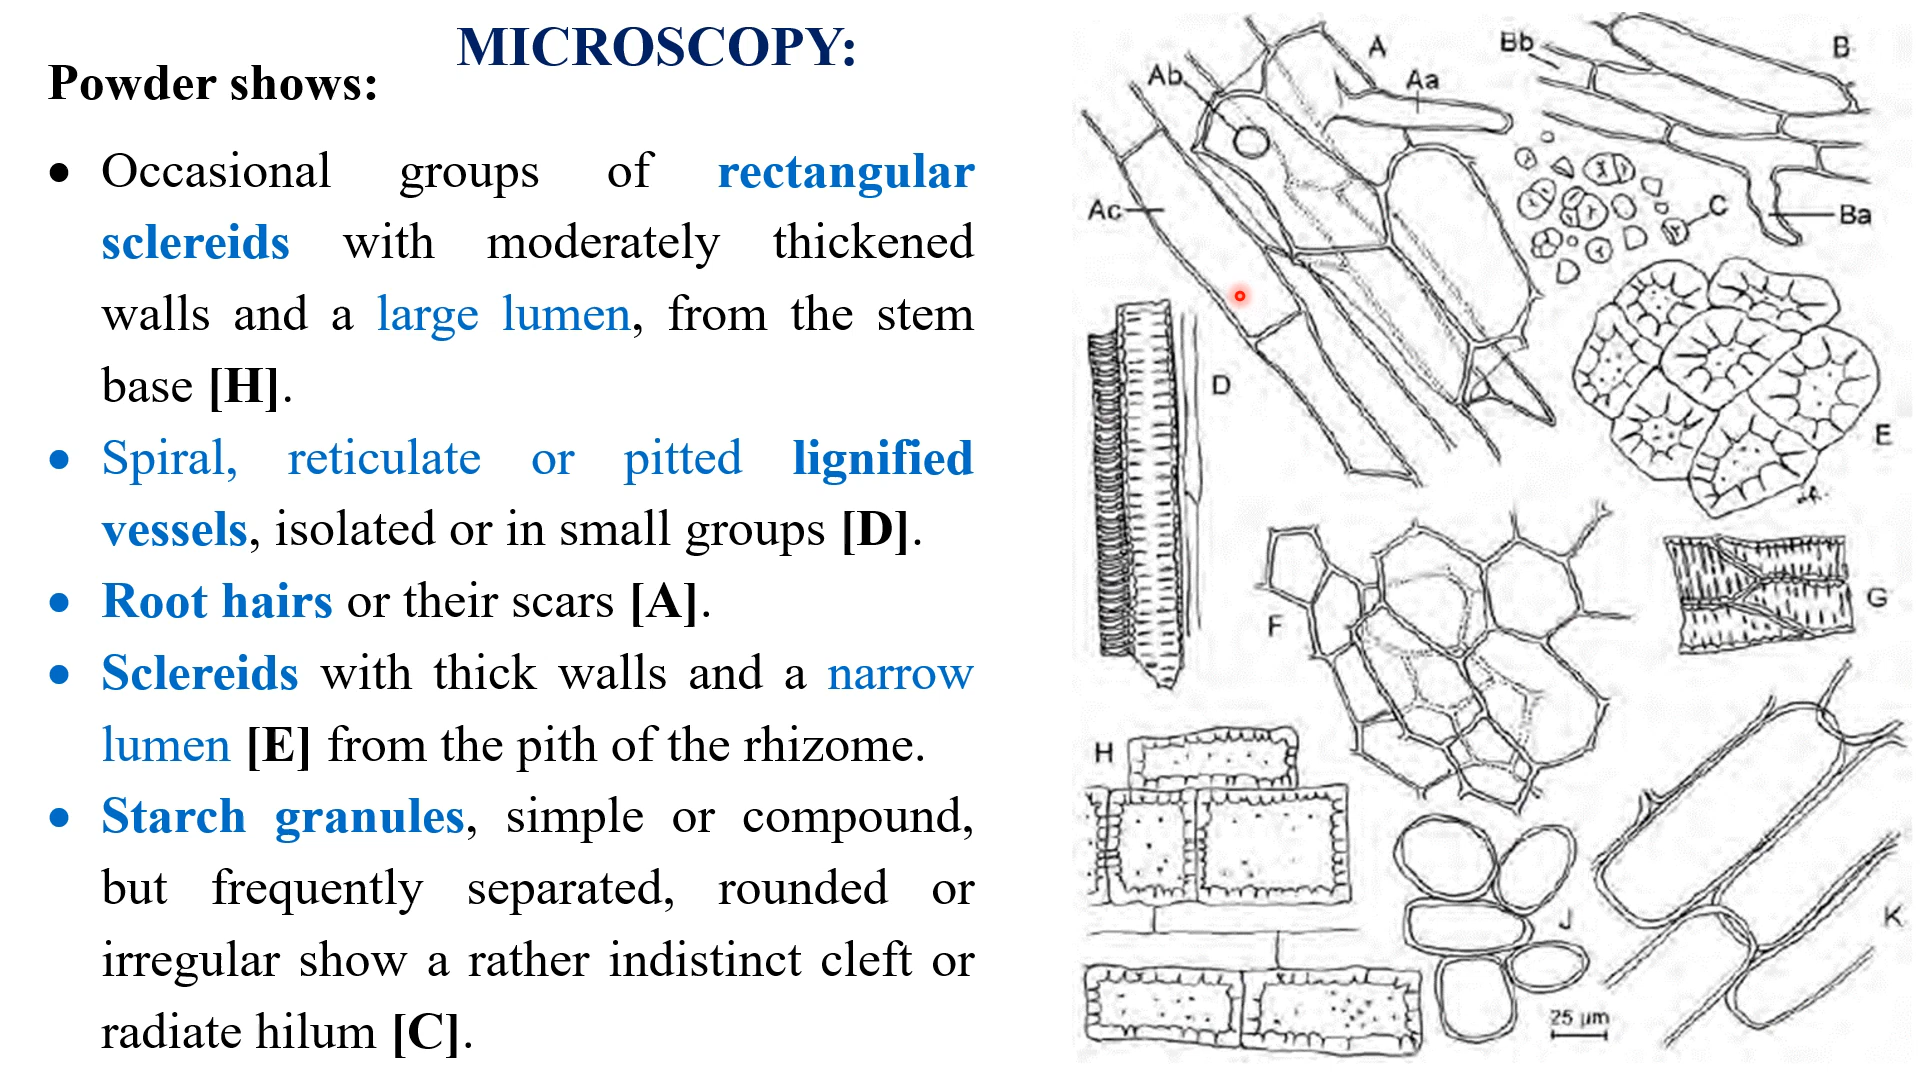 MICROSCOPY:
Powder shows:
• Occasional groups of rectangular
sclereids with moderately thickened
walls and a large lumen, from the stem
base [H].
• Spiral, reticulate or pitted lignified
vessels, isolated or in small groups [D].
• Root hairs or their scars [A].
• Sclereids with thick walls and a narrow
lumen [E] from the pith of the rhizome.
• Starch granules, simple or compound,
but frequently separated, rounded or
irregular show a rather indistinct cleft or
radiate hilum [C].
A
Ab
Aa
Ac
Bb
B
C
Ba
D
E
F
G
H
J
K
25 µm